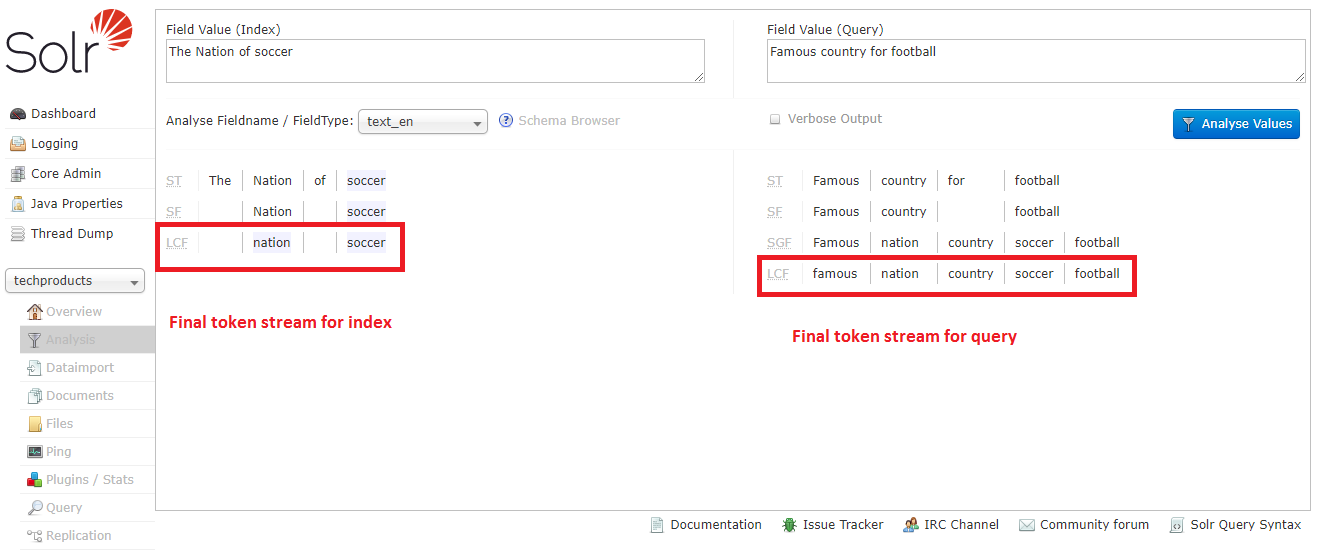 Solr
Dashboard
Logging
Core Admin
Java Properties
Thread Dump
techproducts
Overview
Analysis
Dataimport
Documents
Files
Ping
Plugins / Stats
Query
Replication
Field Value (Index)
The Nation of soccer
Field Value (Query)
Famous country for football
Analyse Fieldname / FieldType: text_en ? Schema Browser
Verbose Output
Analyse Values
ST The Nation of soccer
SF Nation soccer
LCF nation soccer
Final token stream for index
ST Famous country for football
SF Famous country football
SGF Famous nation country soccer football
LCF famous nation country soccer football
Final token stream for query
Documentation Issue Tracker IRC Channel Community forum Solr Query Syntax